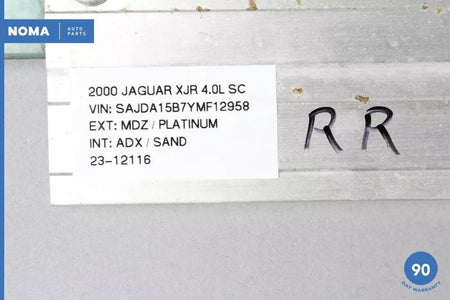 NOMA AUTO
PARTS
2000 JAGUAR XJR 4.0L SC
VIN: SAJDA15B7YMF12958
EXT: MDZ / PLATINUM
INT: ADX / SAND
23-12116
RR
90
DAY WARRANTY